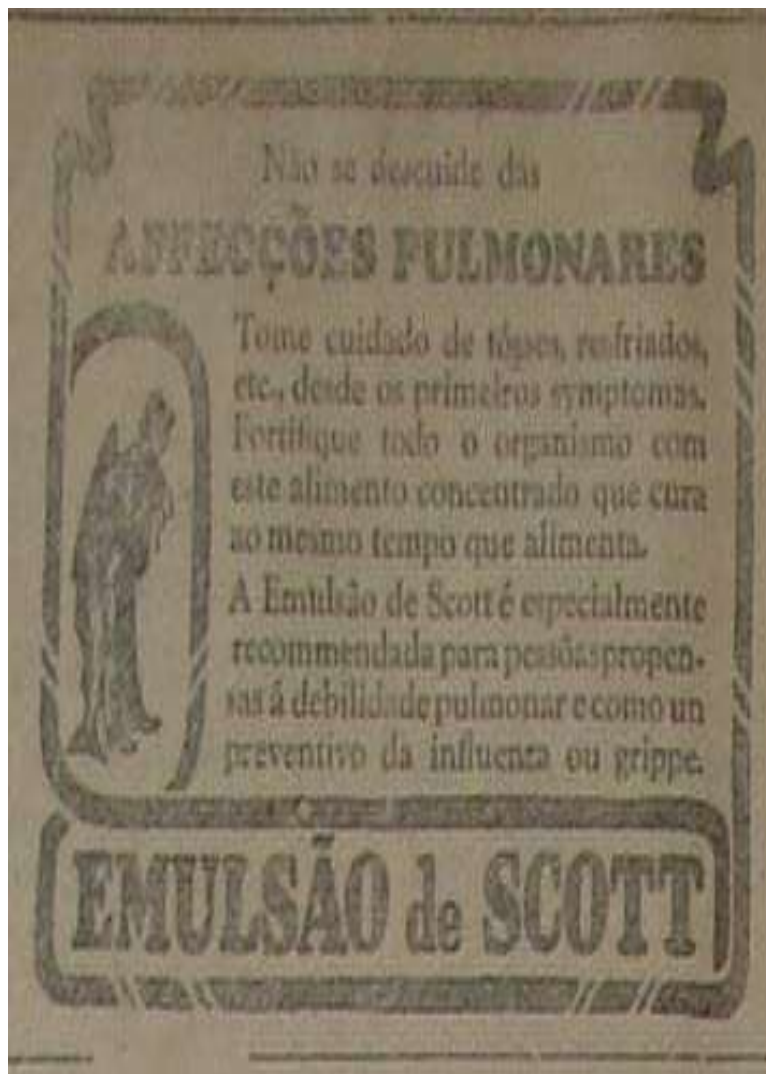 Não se descuide das
AFFECÇÕES PULMONARES
Tome cuidado de tósses, resfriados,
etc., desde os primeiros symptomas.
Fortifique todo o organismo com
este alimento concentrado que cura
ao mesmo tempo que alimenta.
A Emulsão de Scott é especialmente
recommendada para pessôas propen-
sas á debilidade pulmonar e como un
preventivo da influenza ou grippe.
EMULSÃO de SCOTT